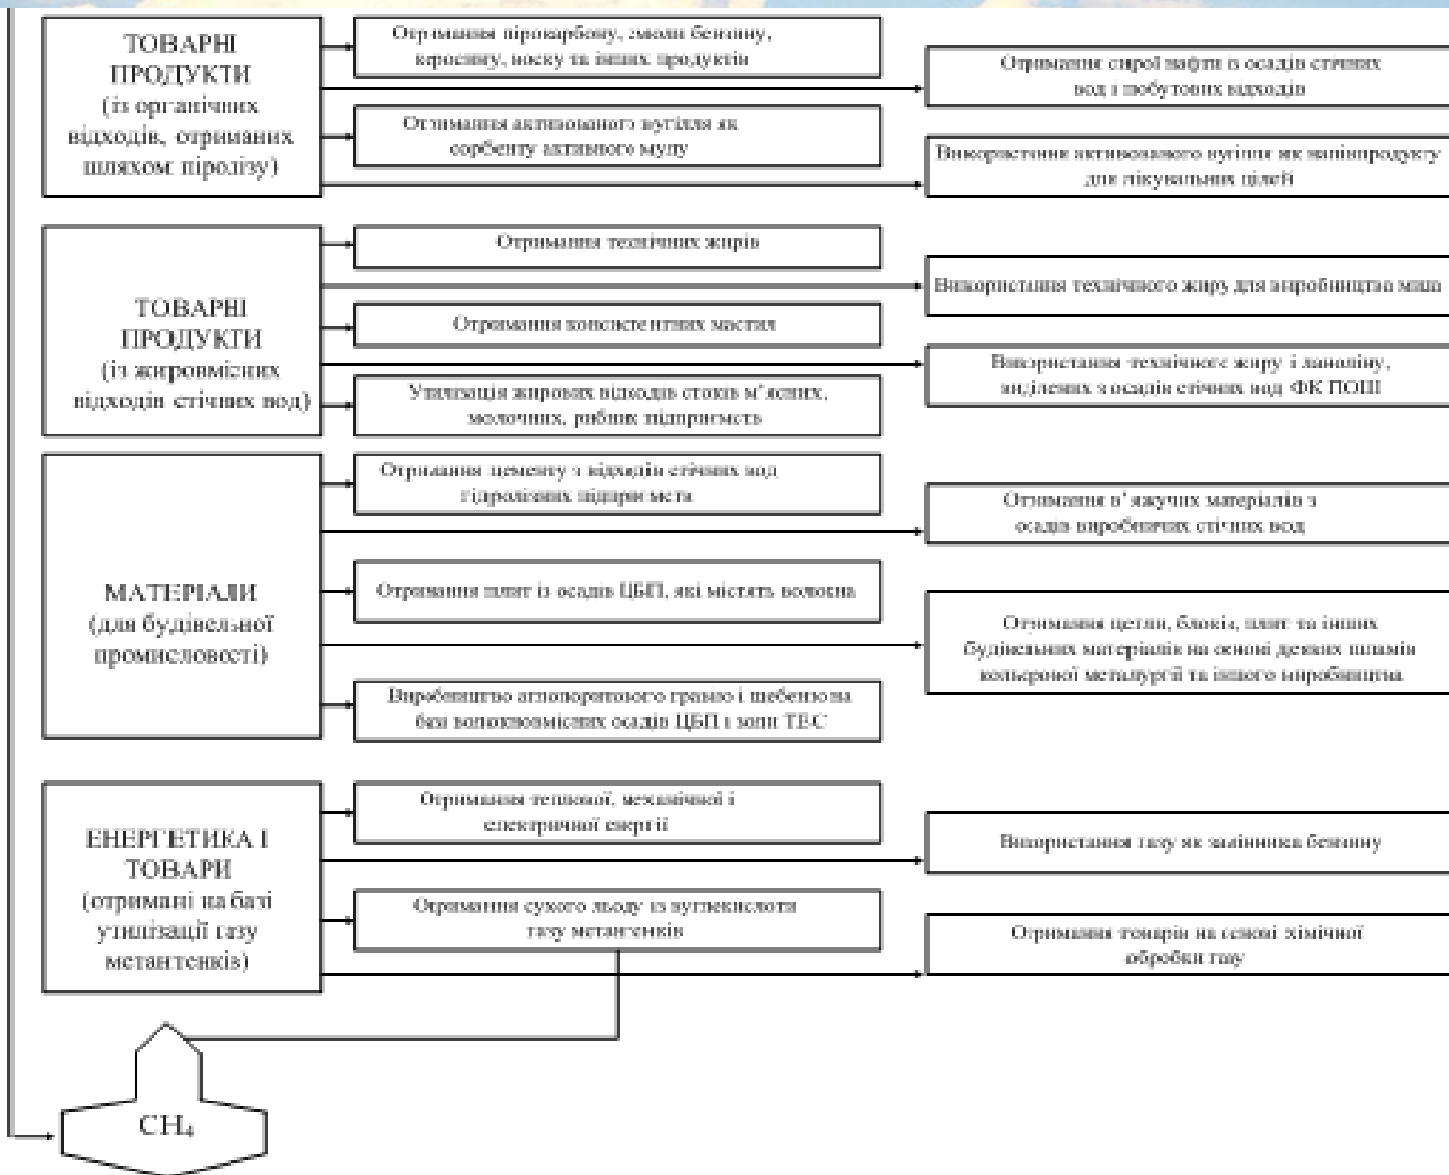 ТОВАРНІ
ПРОДУКТИ
(із органічних
відходів, отриманих
шляхом піролізу)
Отримання пірокарбону, смоли бензину,
керосину, воску та інших продуктів
Отримання сирої нафти із осадів стічних
вод і побутових відходів
Отримання активованого вугілля як
сорбенту активного мулу
Використання активованого вугілля як напівпродукту
для лікувальних цілей
ТОВАРНІ
ПРОДУКТИ
(із жировмісних
відходів стічних вод)
Отримання технічних жирів
Використання технічного жиру для виробництва мила
Отримання консистентних мастил
Використання технічного жиру і ланоліну,
виділених з осадів стічних вод ФК ПОШ
Утилізація жирових відходів стоків м'ясних,
молочних, рибних підприємств
МАТЕРІАЛИ
(для будівельної
промисловості)
Отримання цементу з відходів стічних вод
гідролізних
Отримання в'яжучих матеріалів з
осадів виробничих стічних вод
Отримання плит із осадів ЦБП, які містять волокна
Отримання цегли, блоків, плит та інших
будівельних матеріалів на основі деяких шламів
кольорової металургії та іншого виробництва
Виробництво аглопоритового гравію і щебеню на
базі волокновмісних осадів ЦБП і золи ТЕС
ЕНЕРГЕТИКА І
ТОВАРИ
(отримані на базі
утилізації газу
метантенків)
Отримання теплової, механічної і
електричної енергії
Використання газу як замінника бензину
Отримання сухого льоду із вуглекислоти
газу метантенків
Отримання товарів на основі хімічної
обробки газу
CH₄